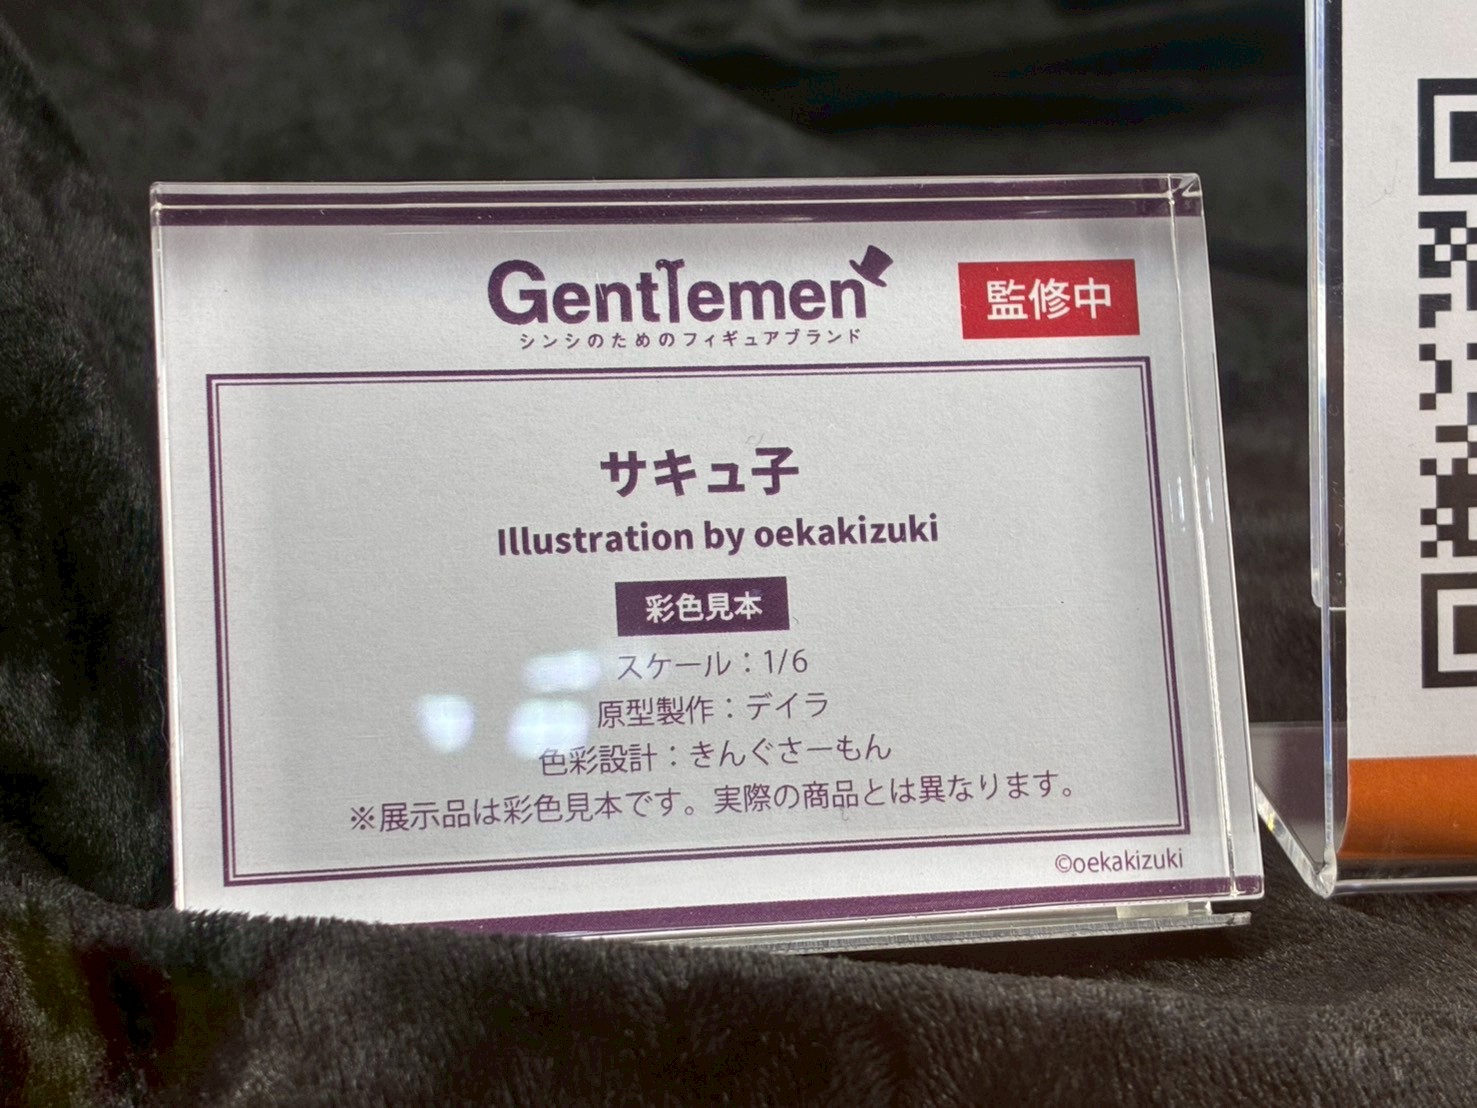 Gentlemen
シンシのためのフィギュアブランド
監修中
サキュ子
Illustration by oekakizuki
彩色見本
スケール：1/6
原型製作：デイラ
色彩設計：きんぐさーもん
※展示品は彩色見本です。実際の商品とは異なります。
©oekakizuki